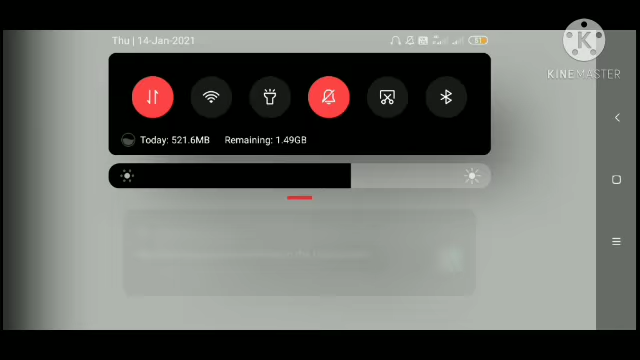 Thu | 14-Jan-2021
K
KINEMASTER
Today: 521.6MB Remaining: 1.49GB